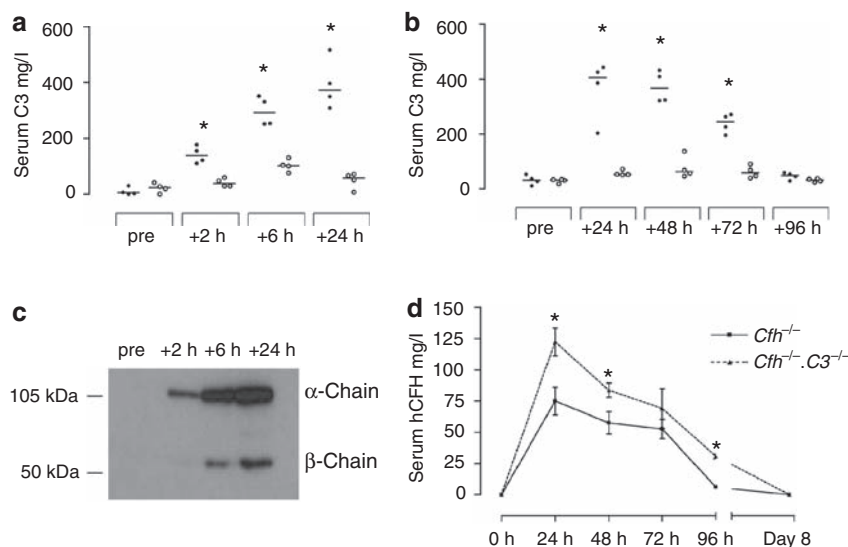 a
Serum C3 mg/l
600
400
200
0
*
*
*
pre
+2 h
+6 h
+24 h
b
Serum C3 mg/l
600
400
200
0
*
*
*
pre
+24 h
+48 h
+72 h
+96 h
c
pre +2 h +6 h +24 h
105 kDa
α-Chain
50 kDa
β-Chain
d
Serum hCFH mg/l
150
125
100
75
50
25
0
*
*
*
Cfh−/−
Cfh−/−.C3−/−
0 h
24 h
48 h
72 h
96 h
Day 8